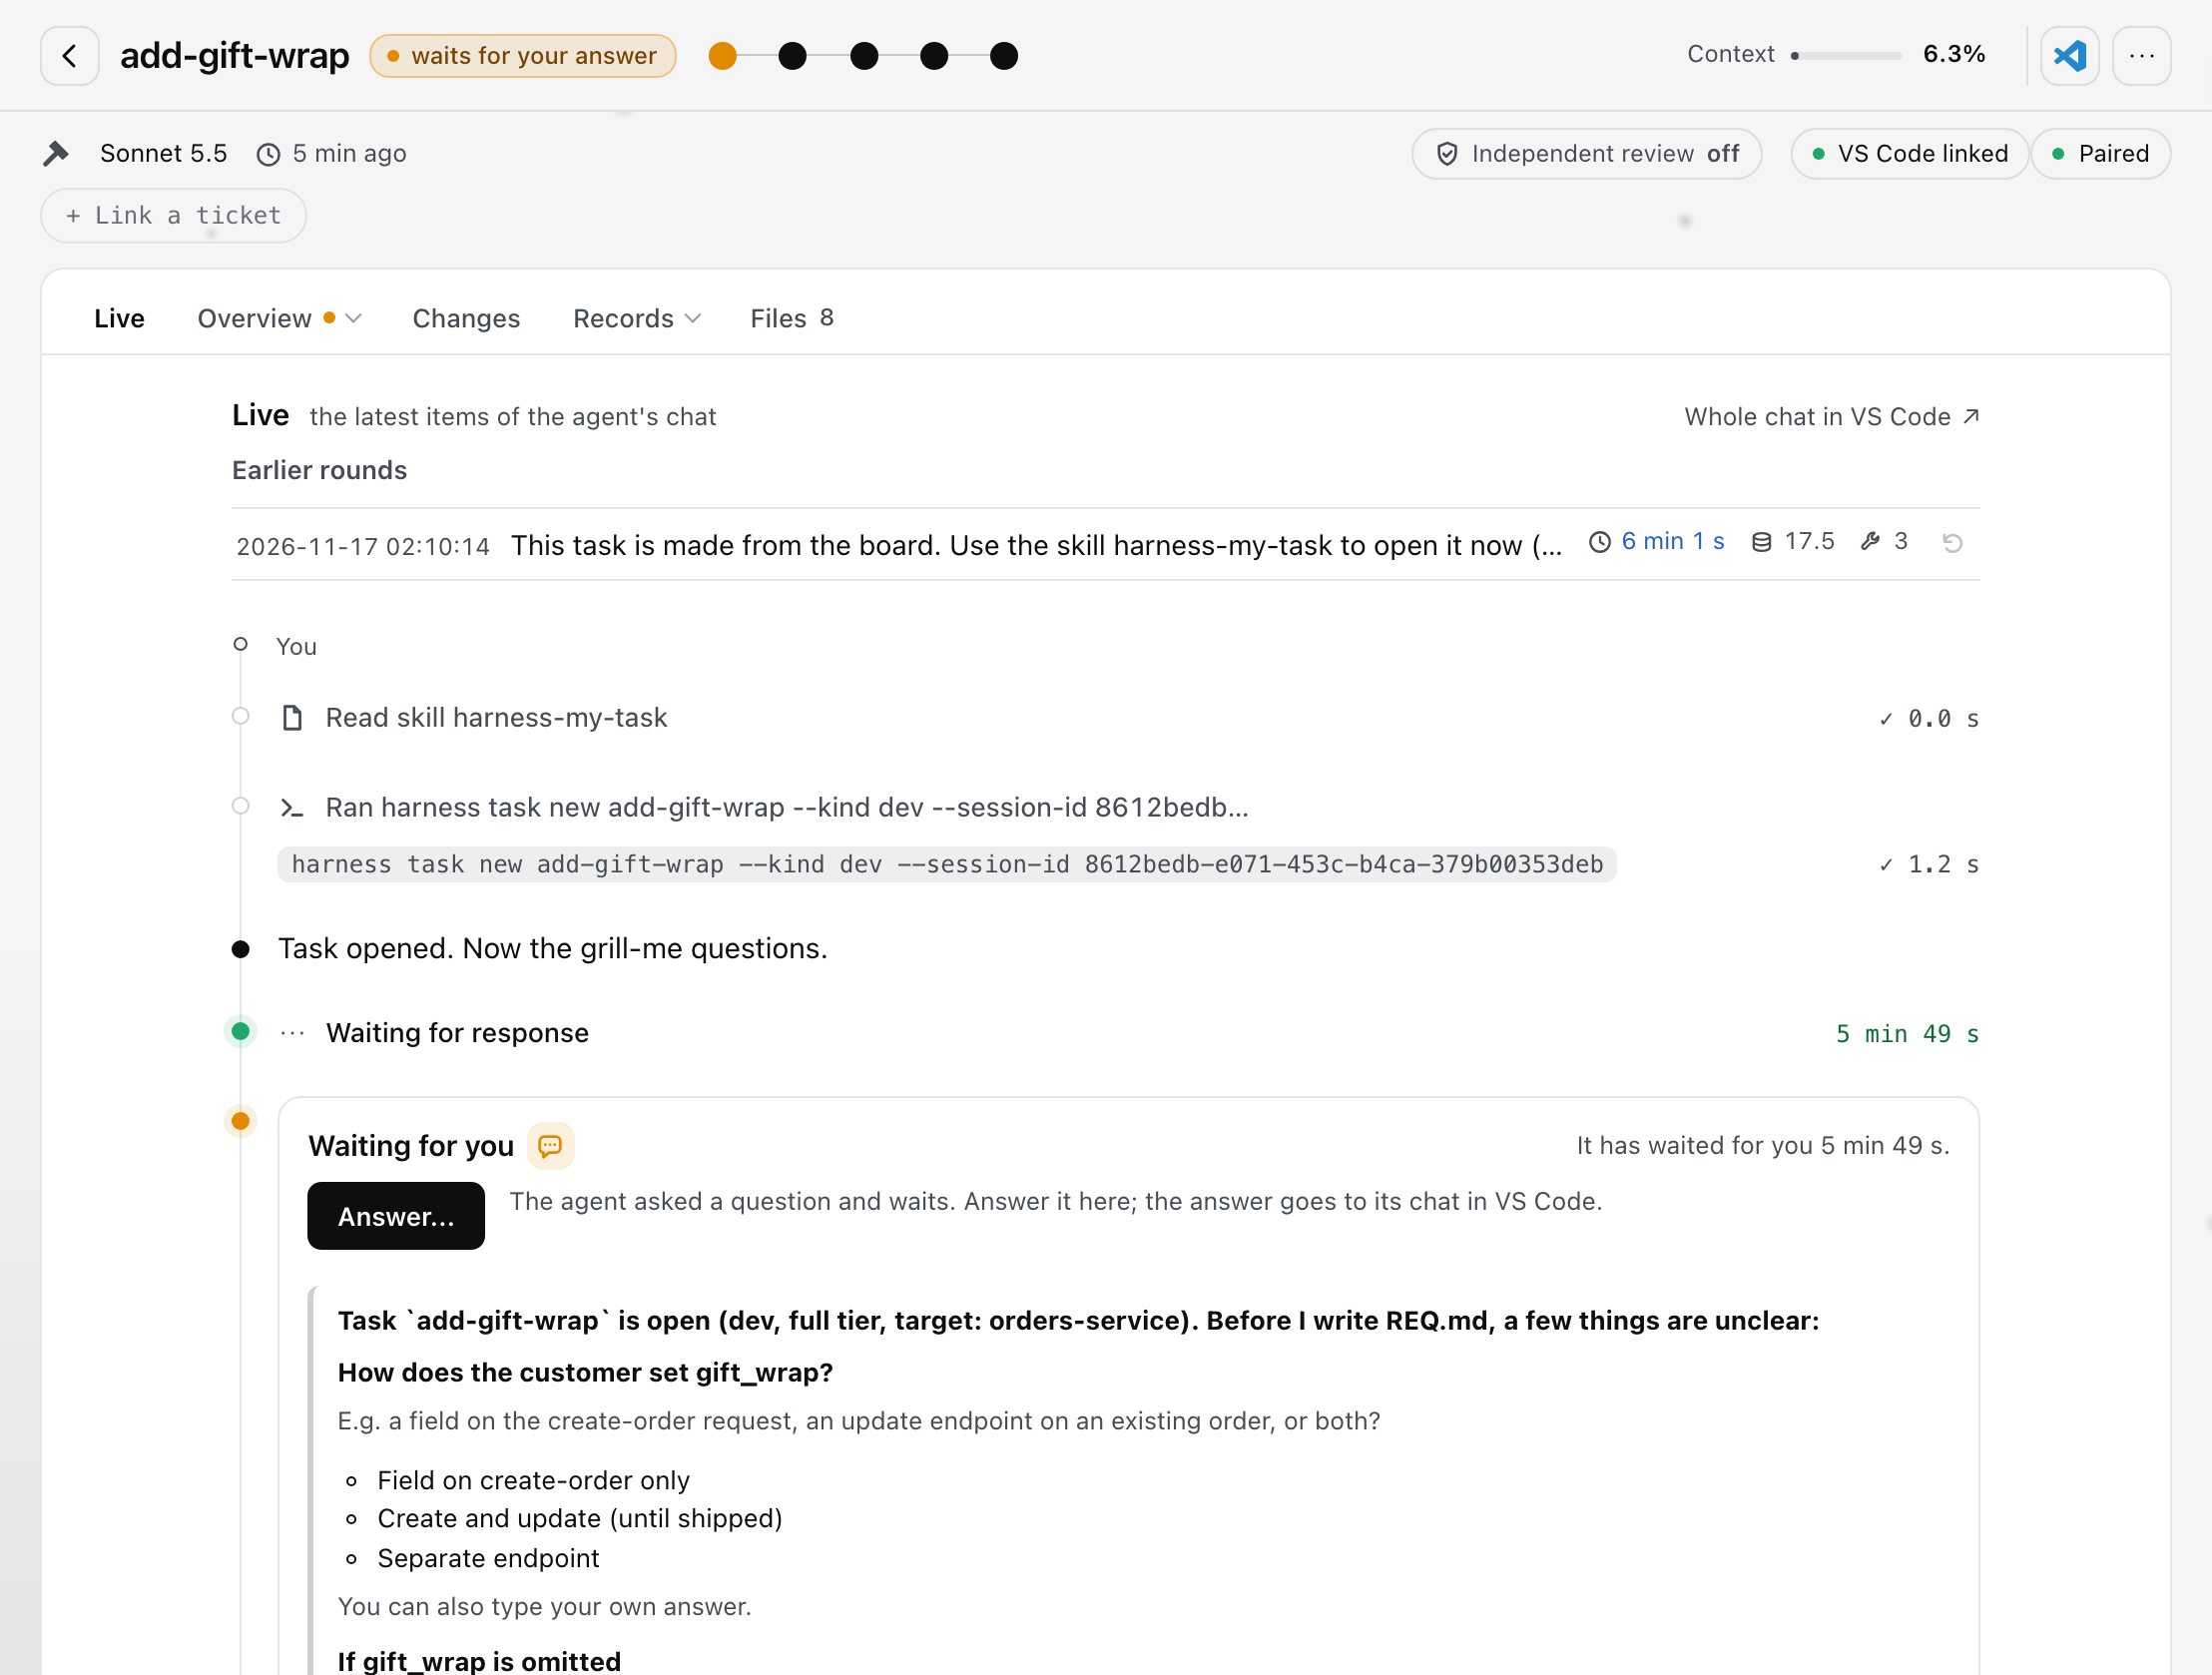 add-gift-wrap
waits for your answer
Context 6.3%
Sonnet 5.5 5 min ago
Independent review off
VS Code linked
Paired
+ Link a ticket
Live Overview Changes Records Files 8
Live the latest items of the agent's chat
Whole chat in VS Code ↗
Earlier rounds
2026-11-17 02:10:14 This task is made from the board. Use the skill harness-my-task to open it now (... 6 min 1 s 17.5 3
You
Read skill harness-my-task ✓ 0.0 s
Ran harness task new add-gift-wrap --kind dev --session-id 8612bedb...
harness task new add-gift-wrap --kind dev --session-id 8612bedb-e071-453c-b4ca-379b00353deb ✓ 1.2 s
Task opened. Now the grill-me questions.
··· Waiting for response 5 min 49 s
Waiting for you
It has waited for you 5 min 49 s.
Answer...
The agent asked a question and waits. Answer it here; the answer goes to its chat in VS Code.
Task `add-gift-wrap` is open (dev, full tier, target: orders-service). Before I write REQ.md, a few things are unclear:
How does the customer set gift_wrap?
E.g. a field on the create-order request, an update endpoint on an existing order, or both?
Field on create-order only
Create and update (until shipped)
Separate endpoint
You can also type your own answer.
If gift_wrap is omitted